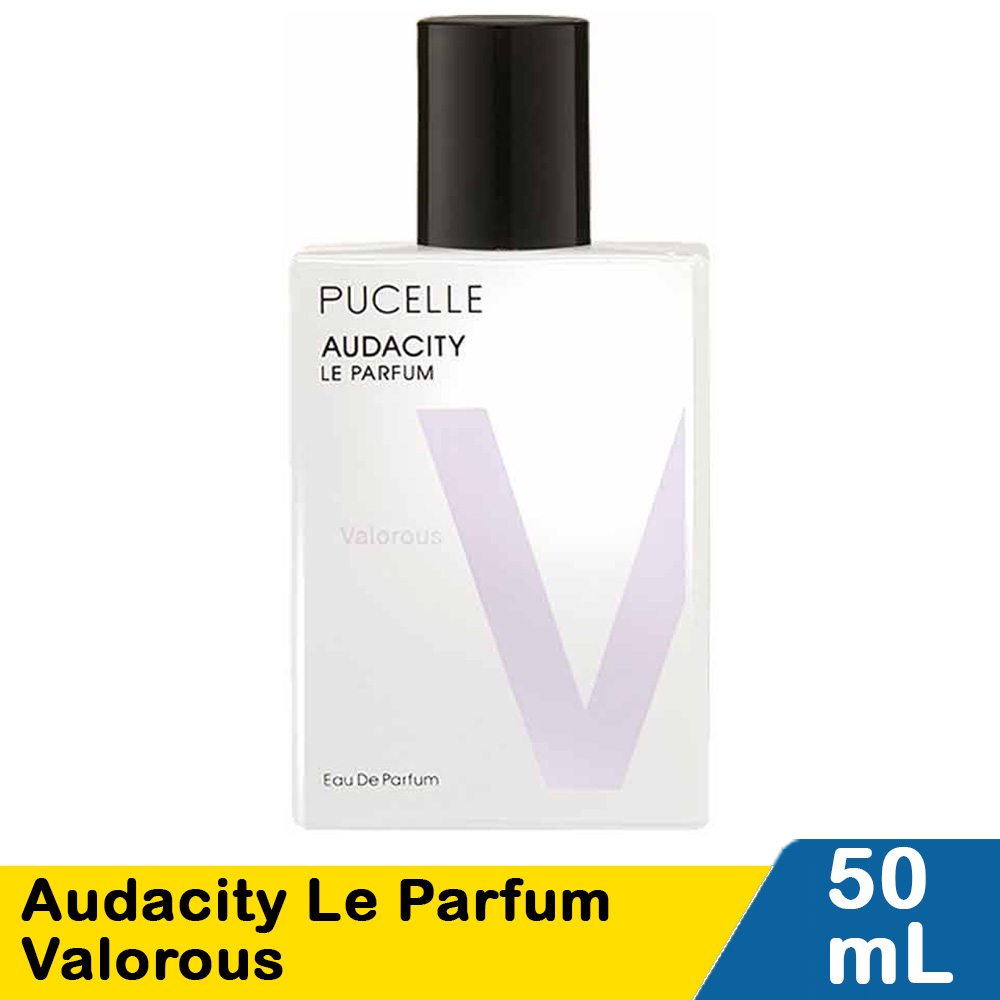 PUCELLE
AUDACITY
LE PARFUM
Valorous
Eau De Parfum
Audacity Le Parfum
Valorous
50
mL